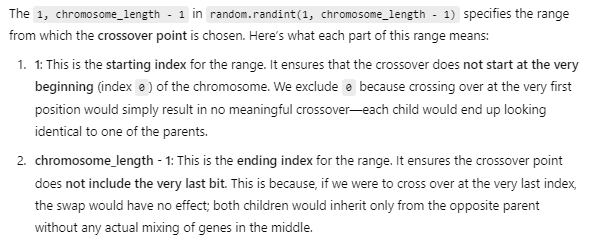 The 1, chromosome_length - 1 in random.randint(1, chromosome_length - 1) specifies the range
from which the crossover point is chosen. Here's what each part of this range means:
1. 1: This is the starting index for the range. It ensures that the crossover does not start at the very
beginning (index 0) of the chromosome. We exclude 0 because crossing over at the very first
position would simply result in no meaningful crossover—each child would end up looking
identical to one of the parents.
2. chromosome_length - 1: This is the ending index for the range. It ensures the crossover point
does not include the very last bit. This is because, if we were to cross over at the very last index,
the swap would have no effect; both children would inherit only from the opposite parent
without any actual mixing of genes in the middle.